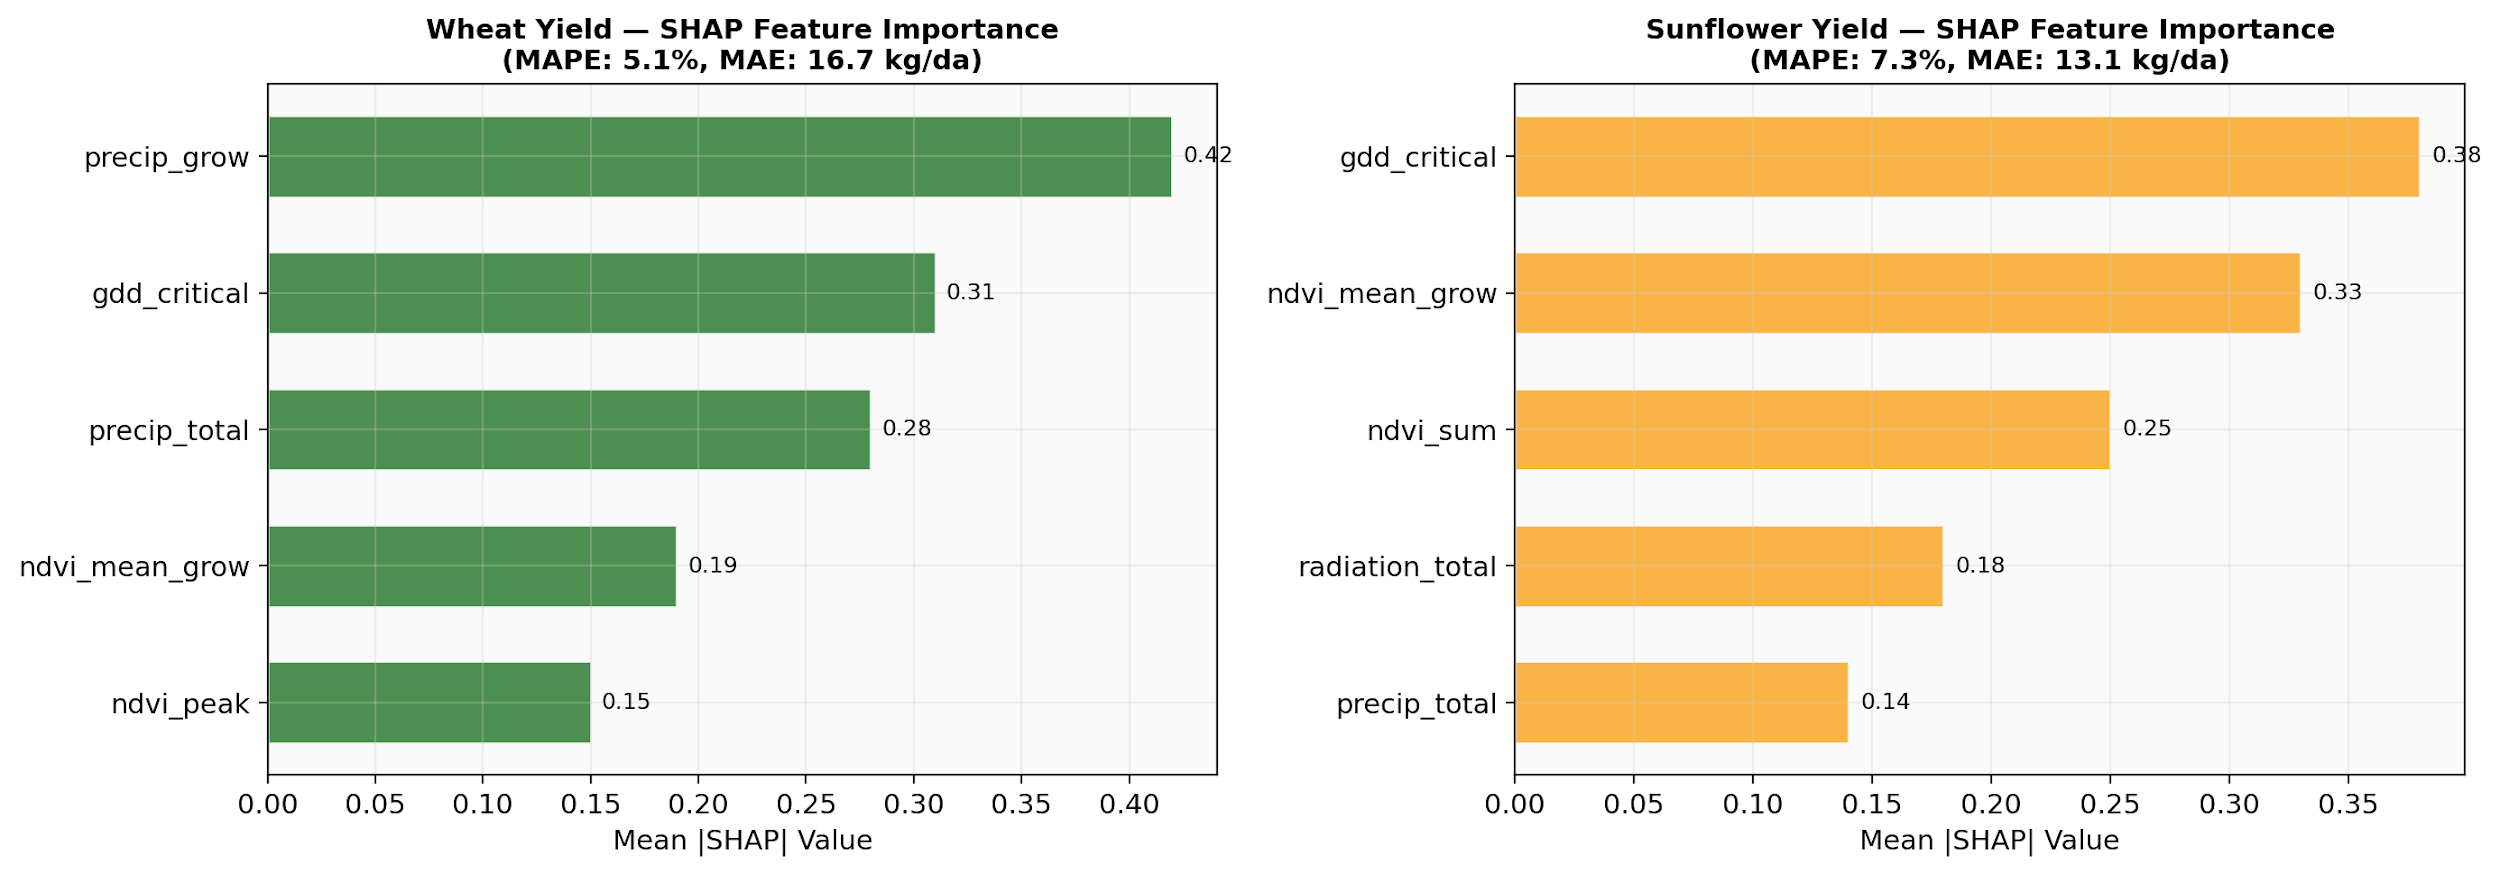 Wheat Yield — SHAP Feature Importance
(MAPE: 5.1%, MAE: 16.7 kg/da)
precip_grow
0.42
gdd_critical
0.31
precip_total
0.28
ndvi_mean_grow
0.19
ndvi_peak
0.15
0.00 0.05 0.10 0.15 0.20 0.25 0.30 0.35 0.40
Mean |SHAP| Value
Sunflower Yield — SHAP Feature Importance
(MAPE: 7.3%, MAE: 13.1 kg/da)
gdd_critical
0.38
ndvi_mean_grow
0.33
ndvi_sum
0.25
radiation_total
0.18
precip_total
0.14
0.00 0.05 0.10 0.15 0.20 0.25 0.30 0.35
Mean |SHAP| Value